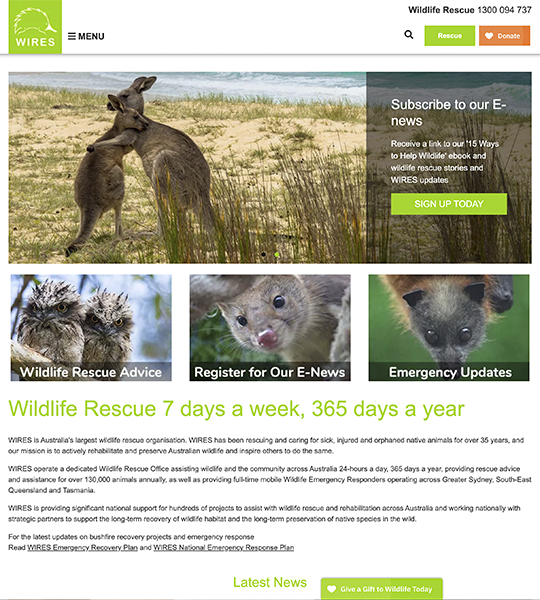 Wildlife Rescue 1300 094 737
WIRES
MENU
Rescue
Donate
Subscribe to our E-
news
Receive a link to our '15 Ways
to Help Wildlife' ebook and
wildlife rescue stories and
WIRES updates
SIGN UP TODAY
Wildlife Rescue Advice
Register for Our E-News
Emergency Updates
Wildlife Rescue 7 days a week, 365 days a year
WIRES is Australia's largest wildlife rescue organisation. WIRES has been rescuing and caring for sick, injured and orphaned native animals for over 35 years, and
our mission is to actively rehabilitate and preserve Australian wildlife and inspire others to do the same.
WIRES operate a dedicated Wildlife Rescue Office assisting wildlife and the community across Australia 24-hours a day, 365 days a year, providing rescue advice
and assistance for over 130,000 animals annually, as well as providing full-time mobile Wildlife Emergency Responders operating across Greater Sydney, South-East
Queensland and Tasmania.
WIRES is providing significant national support for hundreds of projects to assist with wildlife rescue and rehabilitation across Australia and working nationally with
strategic partners to support the long-term recovery of wildlife habitat and the long-term preservation of native species in the wild.
For the latest updates on bushfire recovery projects and emergency response
Read WIRES Emergency Recovery Plan and WIRES National Emergency Response Plan
Latest News
Give a Gift to Wildlife Today